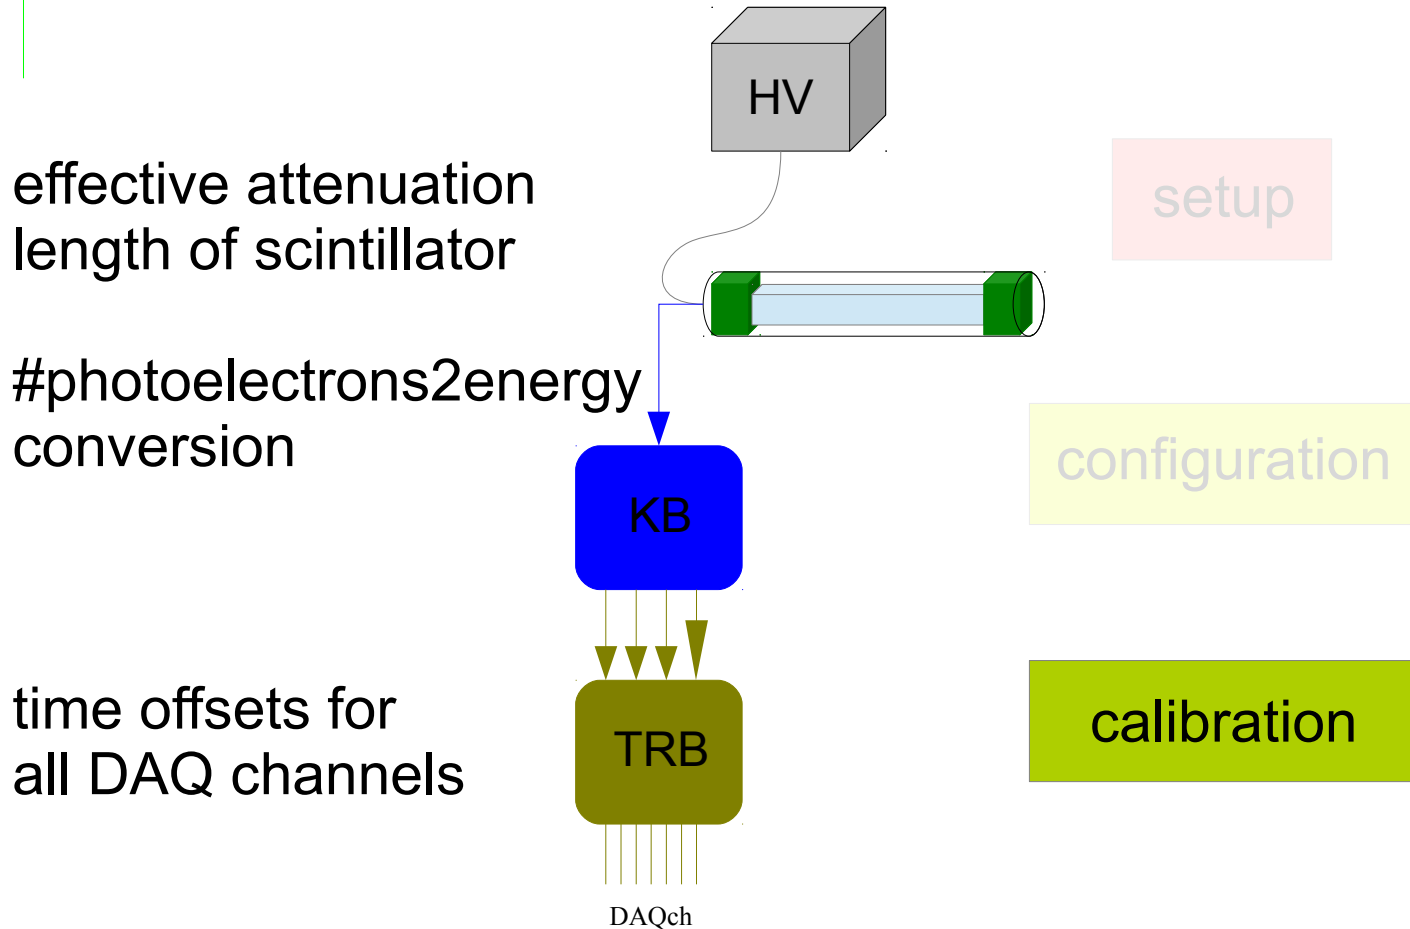 HV
effective attenuation
length of scintillator
setup
#photoelectrons2energy
conversion
configuration
KB
time offsets for
all DAQ channels
TRB
calibration
DAQch